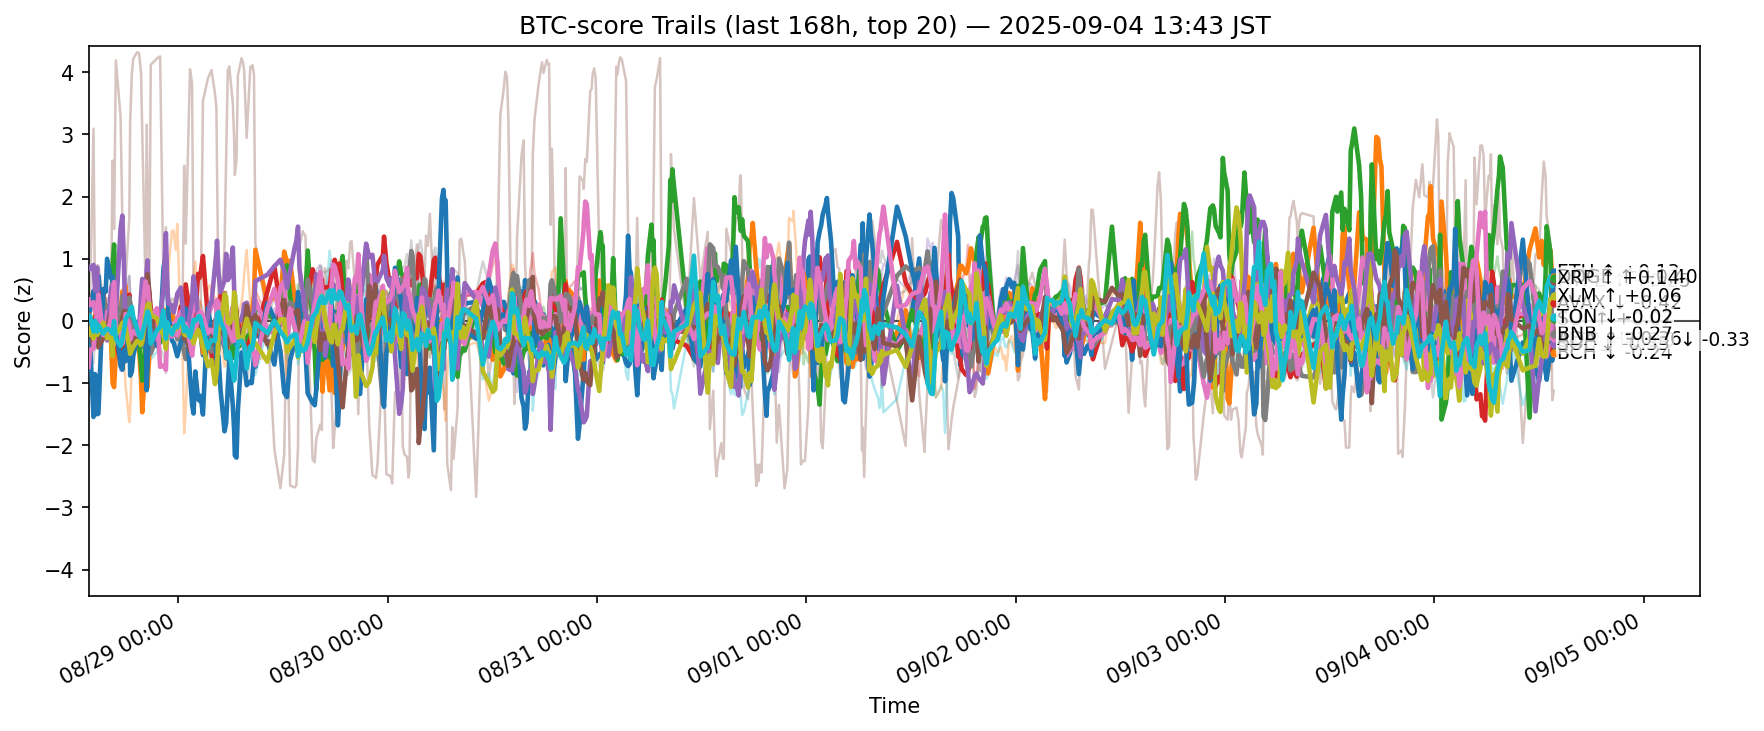 BTC-score Trails (last 168h, top 20) — 2025-09-04 13:43 JST
Score (z)
4
3
2
1
0
−1
−2
−3
−4
XRP ↑ +0.14
XLM ↑ +0.06
TON ↓ -0.02
BNB ↓ -0.27
↓ -0.33
BCH ↓ -0.24
08/29 00:00
08/30 00:00
08/31 00:00
09/01 00:00
09/02 00:00
09/03 00:00
09/04 00:00
09/05 00:00
Time